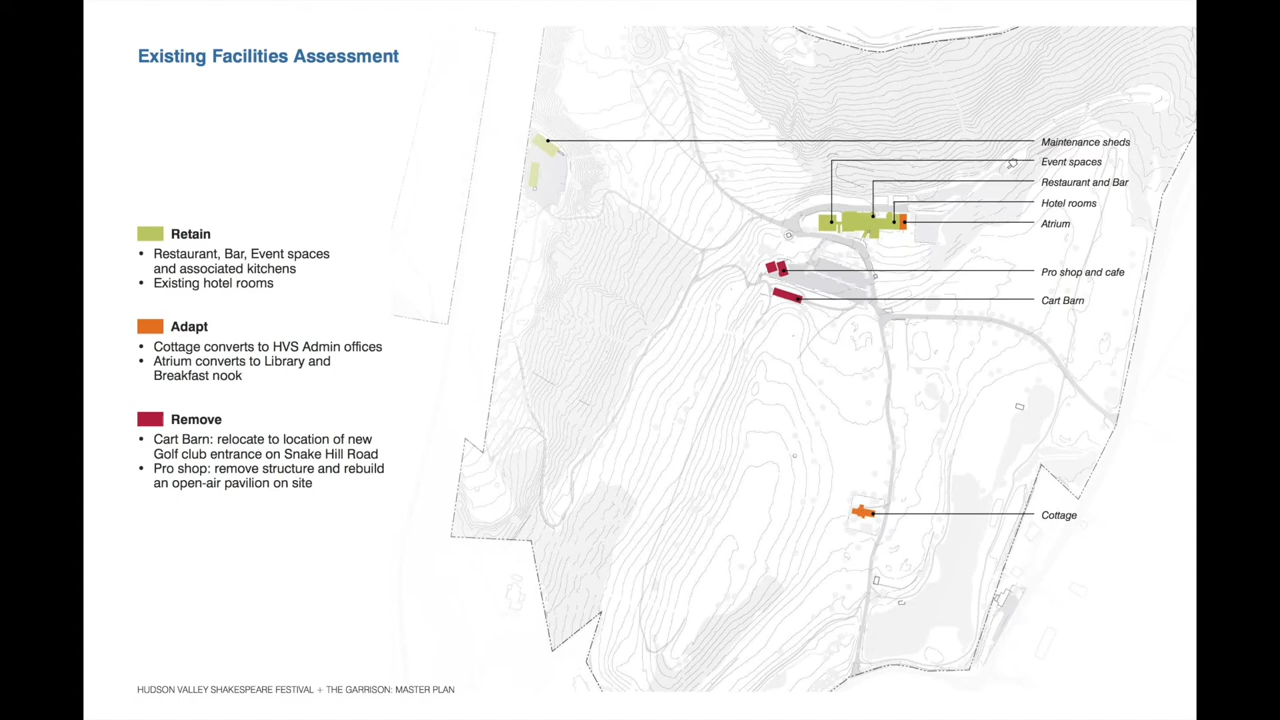 Existing Facilities Assessment
Maintenance sheds
Event spaces
Restaurant and Bar
Hotel rooms
Atrium
Pro shop and cafe
Cart Barn
Cottage
Retain
• Restaurant, Bar, Event spaces
and associated kitchens
• Existing hotel rooms
Adapt
• Cottage converts to HVS Admin offices
• Atrium converts to Library and
Breakfast nook
Remove
• Cart Barn: relocate to location of new
Golf club entrance on Snake Hill Road
• Pro shop: remove structure and rebuild
an open-air pavilion on site
HUDSON VALLEY SHAKESPEARE FESTIVAL + THE GARRISON: MASTER PLAN